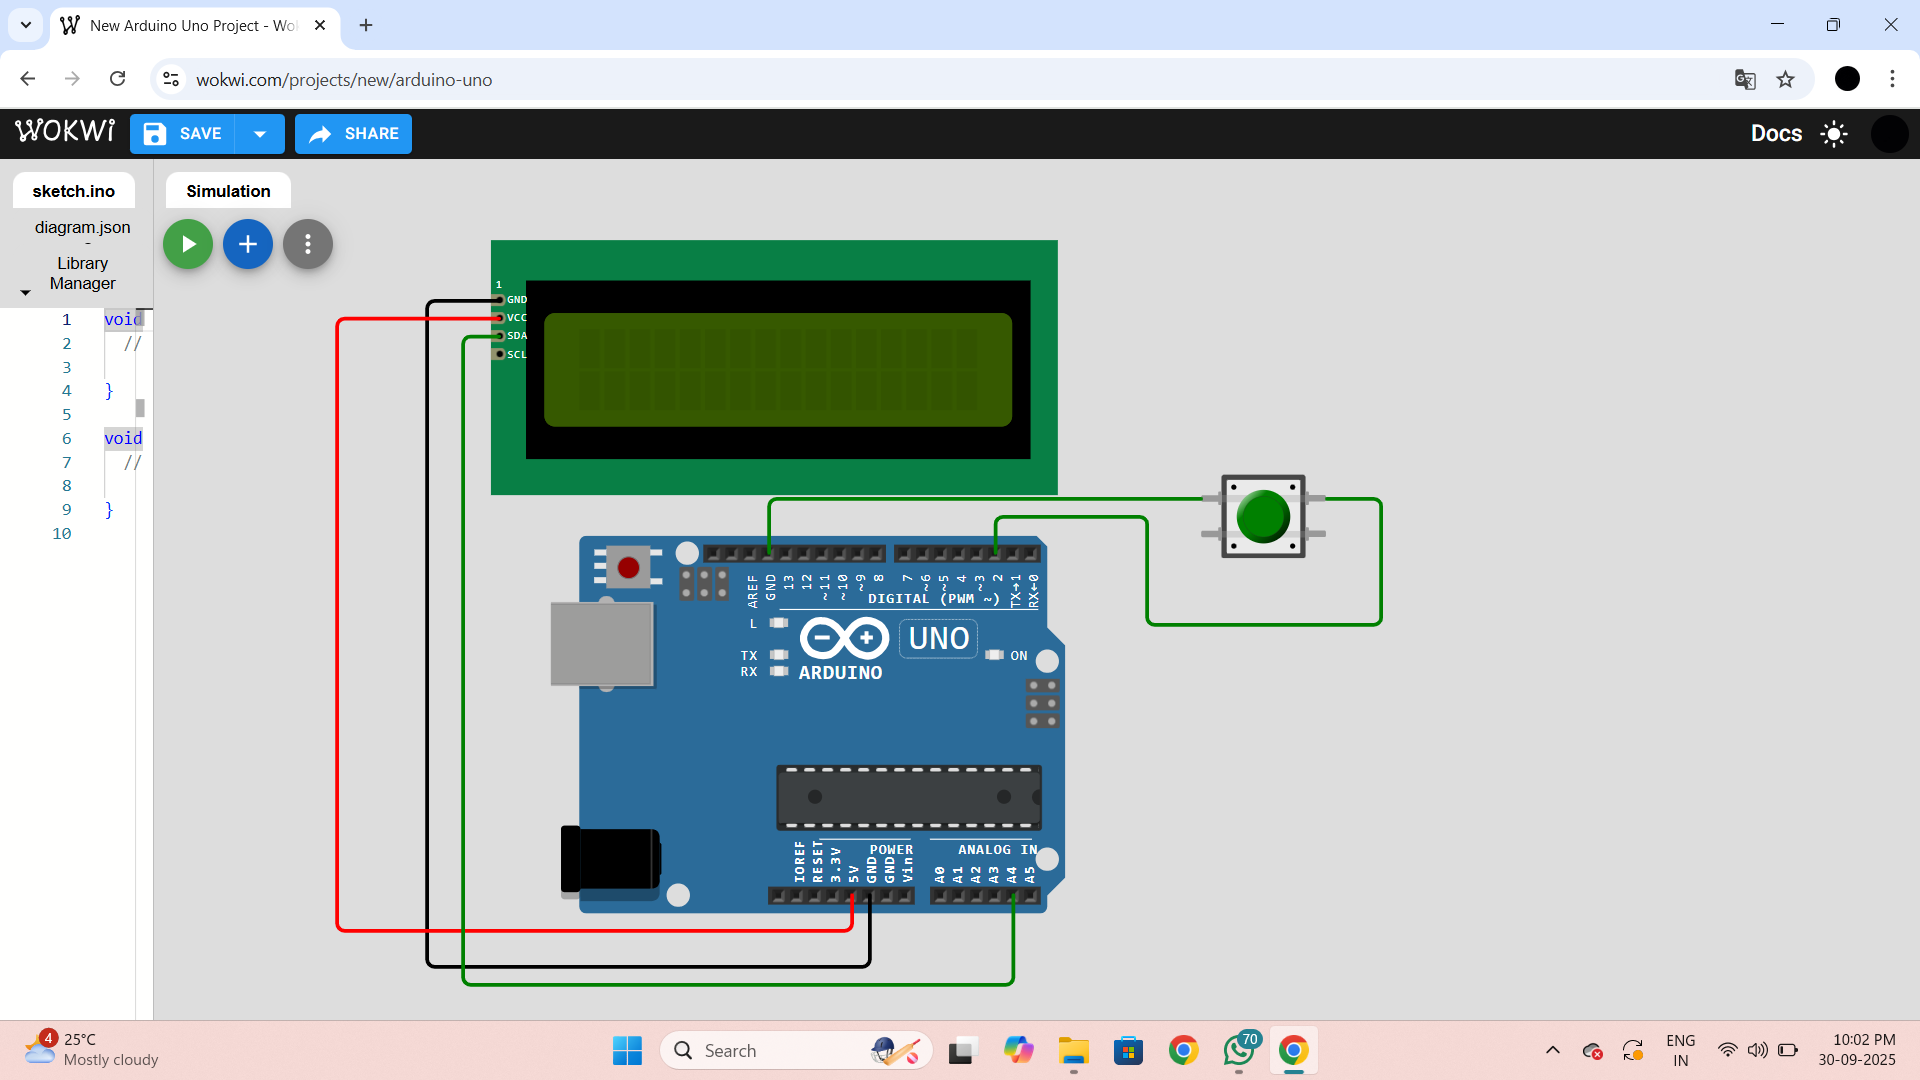 New Arduino Uno Project - Wo
wokwi.com/projects/new/arduino-uno
WOKWI
SAVE
SHARE
Docs
sketch.ino
diagram.json
Library
Manager
Simulation
1 void
2 //
3
4 }
5
6 void
7 //
8
9 }
10
1
GND
VCC
SDA
SCL
AREF
GND
13
12
~11
~10
~9
8
7
~6
~5
4
~3
2
TX→1
RX←0
DIGITAL (PWM ~)
L
TX
RX
UNO
ARDUINO
ON
IOREF
RESET
3.3V
5V
GND
GND
Vin
POWER
ANALOG IN
A0
A1
A2
A3
A4
A5
4
25°C
Mostly cloudy
Search
70
ENG
IN
10:02 PM
30-09-2025